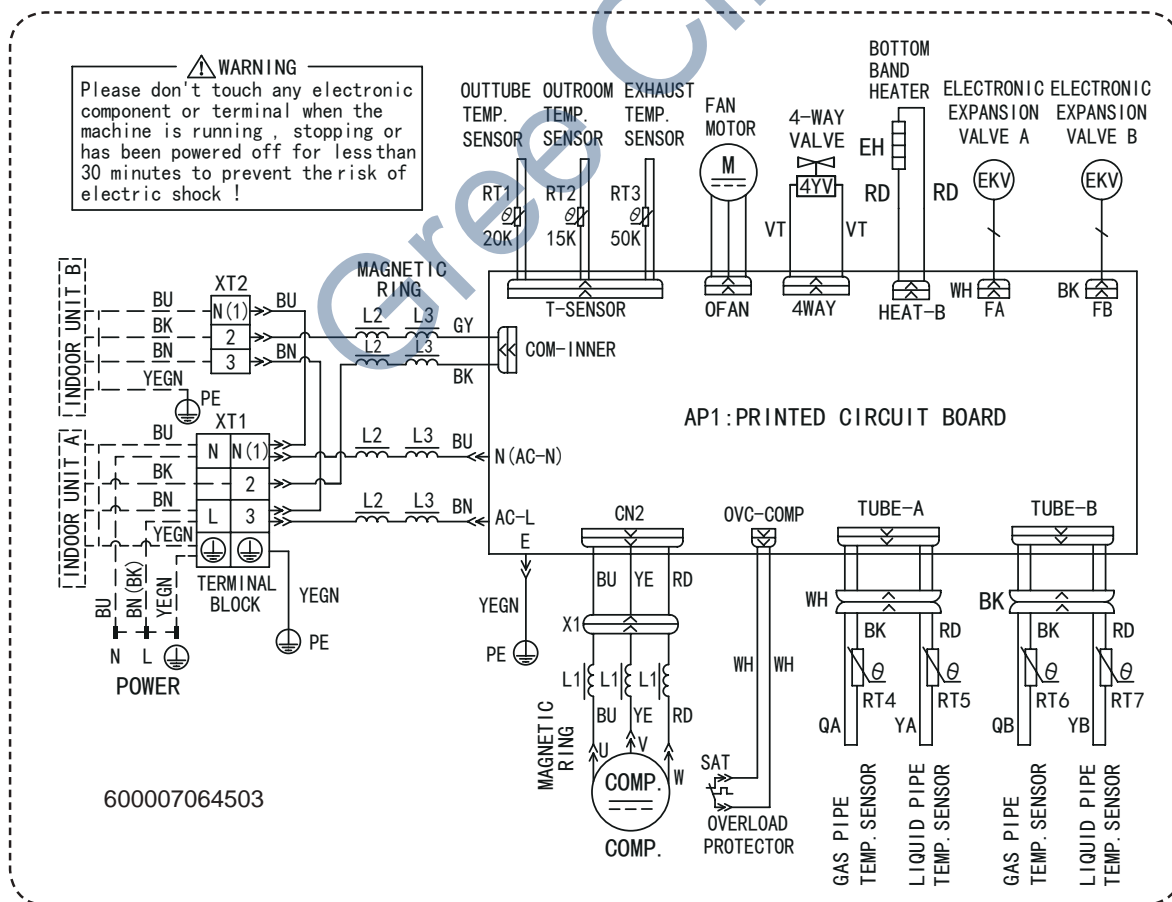 Gree C
WARNING
Please don't touch any electronic
component or terminal when the
machine is running , stopping or
has been powered off for less than
30 minutes to prevent the risk of
electric shock !
OUTTUBE
TEMP.
SENSOR
OUTROOM
TEMP.
SENSOR
EXHAUST
TEMP.
SENSOR
FAN
MOTOR
4-WAY
VALVE
BOTTOM
BAND
HEATER
ELECTRONIC
EXPANSION
VALVE A
ELECTRONIC
EXPANSION
VALVE B
RT1
θ
20K
RT2
θ
15K
RT3
θ
50K
M
4YV
VT
VT
EH
RD
RD
EKV
EKV
WH
BK
T-SENSOR
OFAN
4WAY
HEAT-B
FA
FB
INDOOR UNIT B
BU
BK
BN
YEGN
PE
XT2
N(1)
2
3
BU
BN
MAGNETIC
RING
L2
L3
GY
L2
L3
BK
COM-INNER
AP1:PRINTED CIRCUIT BOARD
INDOOR UNIT A
BU
BK
BN
YEGN
XT1
N
N(1)
2
L
3
TERMINAL
BLOCK
L2
L3
BU
N(AC-N)
L2
L3
BN
AC-L
E
YEGN
PE
YEGN
PE
BU
BN(BK)
YEGN
N
L
POWER
CN2
BU
YE
RD
X1
L1
L1
L1
MAGNETIC
RING
BU
YE
RD
U
V
W
COMP.
COMP.
OVC-COMP
WH
WH
SAT
OVERLOAD
PROTECTOR
TUBE-A
WH
BK
RD
θ
RT4
θ
RT5
QA
YA
GAS PIPE
TEMP. SENSOR
LIQUID PIPE
TEMP. SENSOR
TUBE-B
BK
BK
RD
θ
RT6
θ
RT7
QB
YB
GAS PIPE
TEMP. SENSOR
LIQUID PIPE
TEMP. SENSOR
600007064503